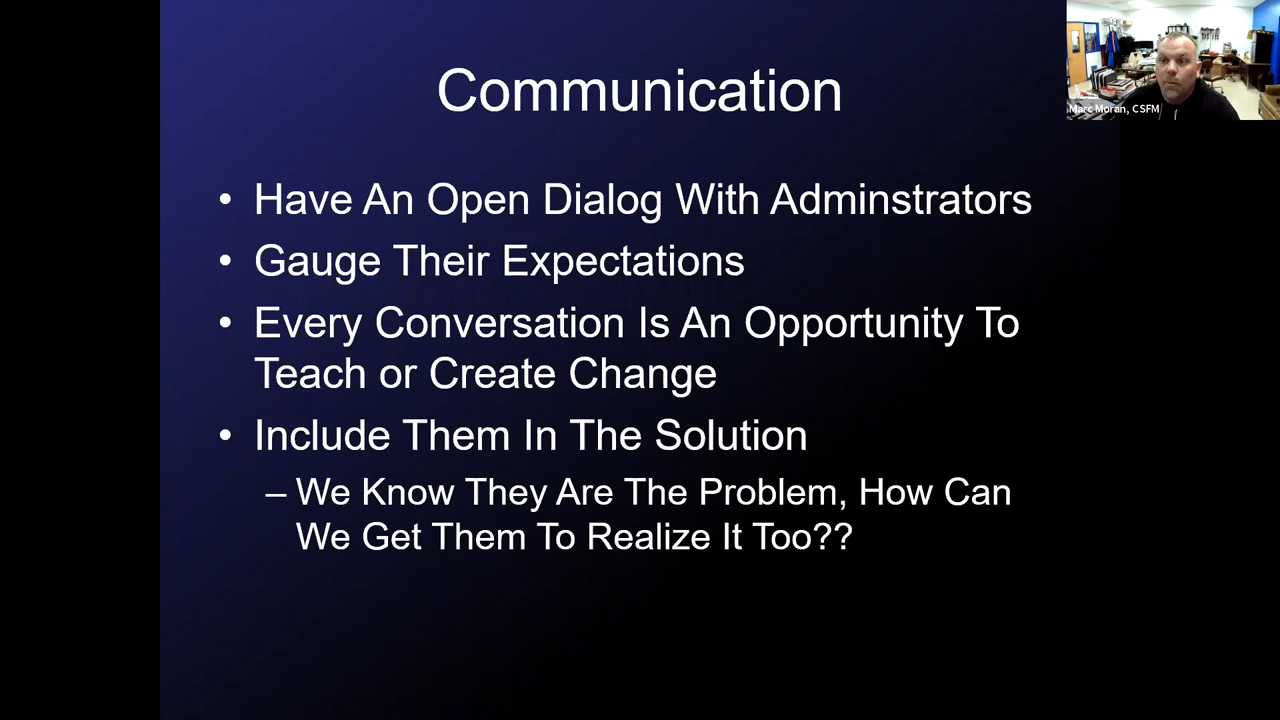 Communication
Marc Moran, CSFM
• Have An Open Dialog With Adminstrators
• Gauge Their Expectations
• Every Conversation Is An Opportunity To
Teach or Create Change
• Include Them In The Solution
– We Know They Are The Problem, How Can
We Get Them To Realize It Too??